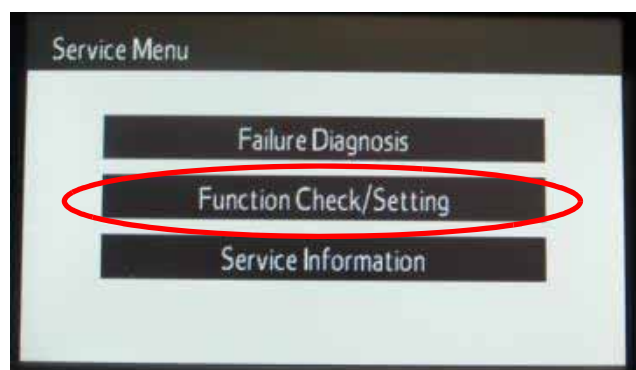 Service Menu
Failure Diagnosis
Function Check/Setting
Service Information